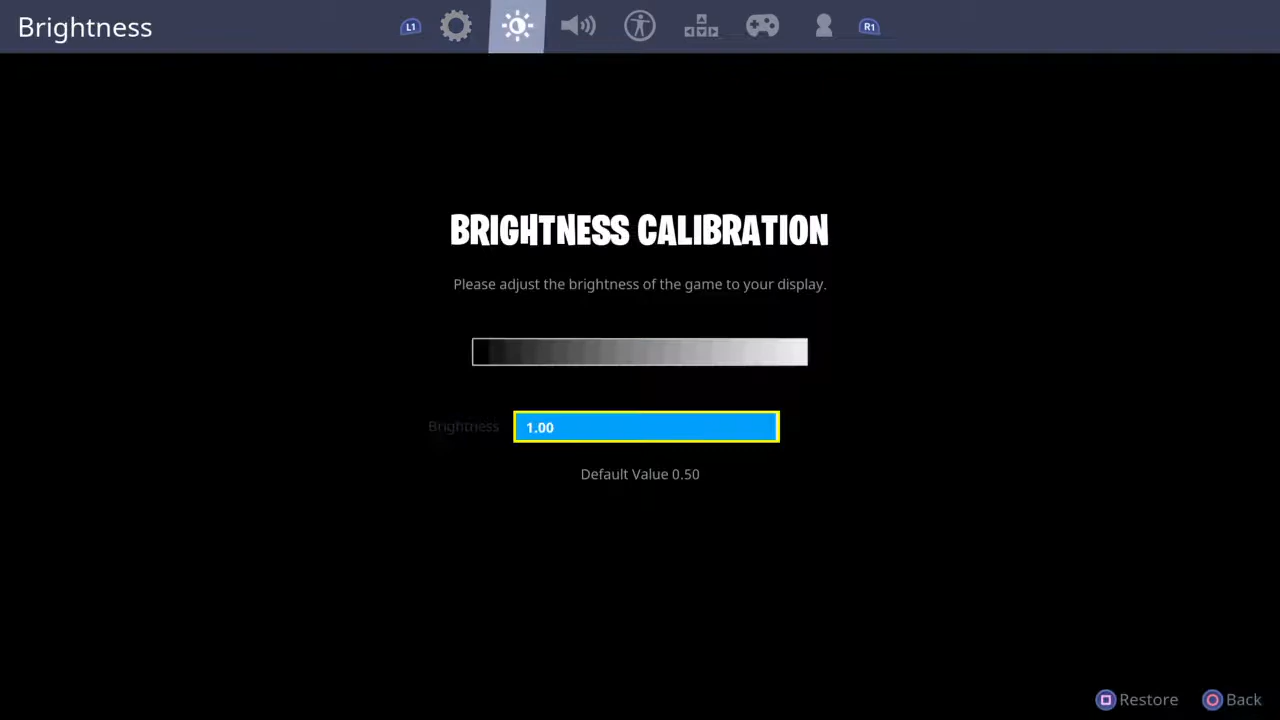 Brightness
L1
R1
BRIGHTNESS CALIBRATION
Please adjust the brightness of the game to your display.
Brightness 1.00
Default Value 0.50
Restore Back